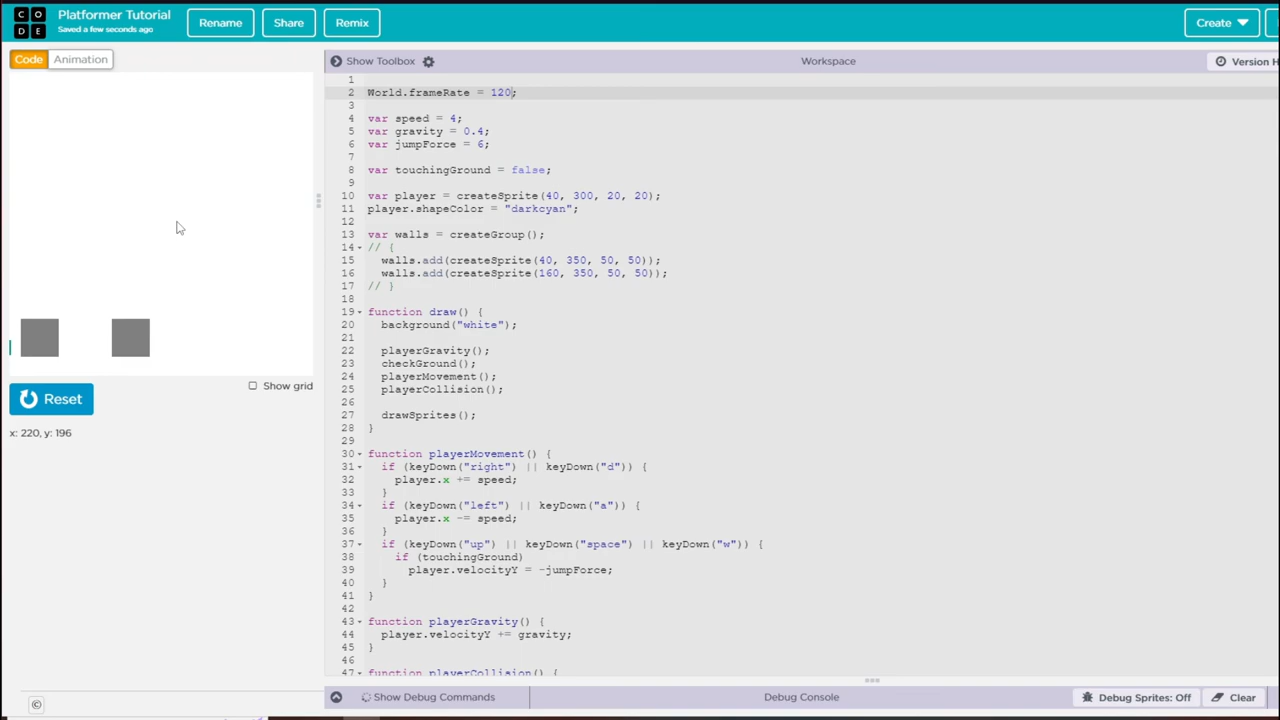 CODE
Platformer Tutorial
Saved a few seconds ago
Rename
Share
Remix
Create
Code
Animation
Show Toolbox
Workspace
Version H
1
2 World.frameRate = 120;
3
4 var speed = 4;
5 var gravity = 0.4;
6 var jumpForce = 6;
7
8 var touchingGround = false;
9
10 var player = createSprite(40, 300, 20, 20);
11 player.shapeColor = "darkcyan";
12
13 var walls = createGroup();
14 // {
15 walls.add(createSprite(40, 350, 50, 50));
16 walls.add(createSprite(160, 350, 50, 50));
17 // }
18
19 function draw() {
20 background("white");
21
22 playerGravity();
23 checkGround();
24 playerMovement();
25 playerCollision();
26
27 drawSprites();
28 }
29
30 function playerMovement() {
31 if (keyDown("right") || keyDown("d")) {
32 player.x += speed;
33 }
34 if (keyDown("left") || keyDown("a")) {
35 player.x -= speed;
36 }
37 if (keyDown("up") || keyDown("space") || keyDown("w")) {
38 if (touchingGround)
39 player.velocityY = -jumpForce;
40 }
41 }
42
43 function playerGravity() {
44 player.velocityY += gravity;
45 }
46
47 function playerCollision() {
Show grid
Reset
x: 220, y: 196
©
Show Debug Commands
Debug Console
Debug Sprites: Off
Clear